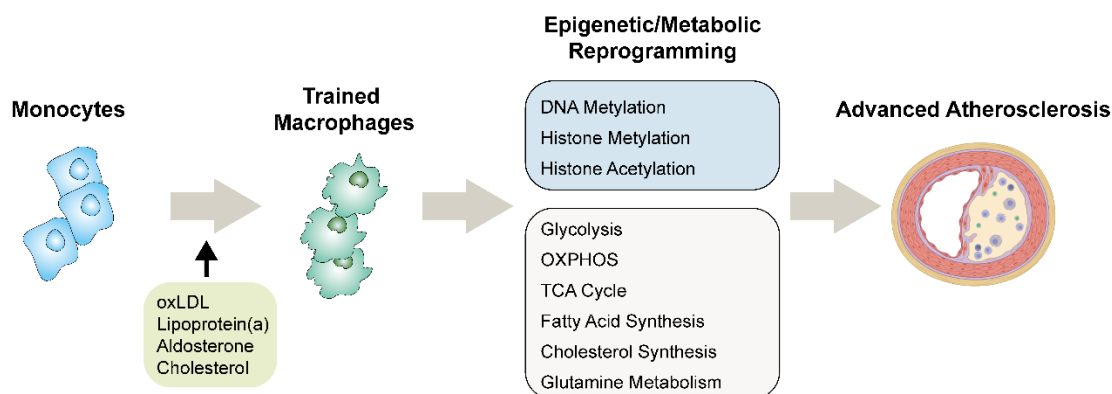 Monocytes
oxLDL
Lipoprotein(a)
Aldosterone
Cholesterol
Trained
Macrophages
Epigenetic/Metabolic
Reprogramming
DNA Metylation
Histone Metylation
Histone Acetylation
Glycolysis
OXPHOS
TCA Cycle
Fatty Acid Synthesis
Cholesterol Synthesis
Glutamine Metabolism
Advanced Atherosclerosis